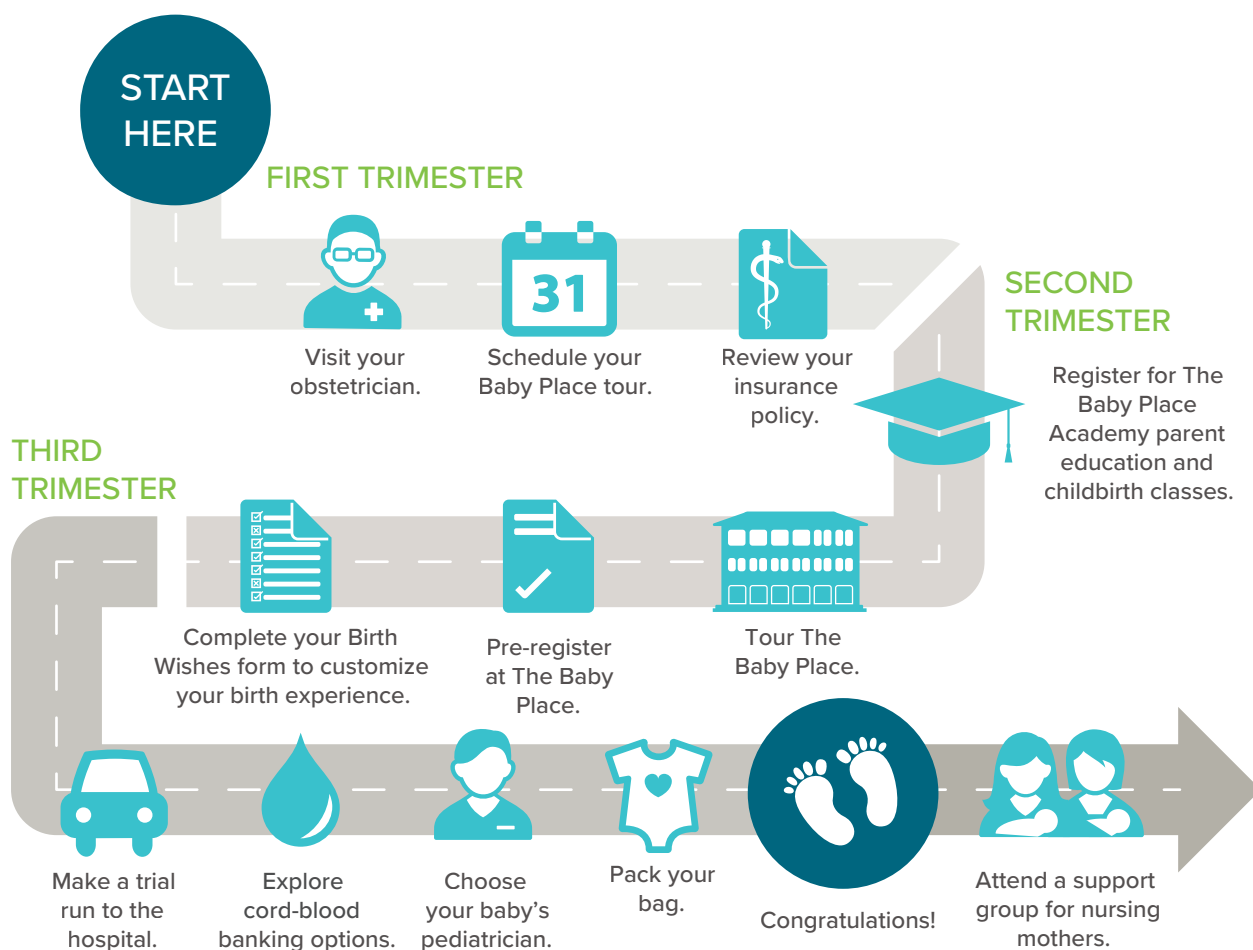 START
HERE
FIRST TRIMESTER
31
Visit your
obstetrician.
Schedule your
Baby Place tour.
Review your
insurance
policy.
SECOND
TRIMESTER
Register for The
Baby Place
Academy parent
education and
childbirth classes.
Tour The
Baby Place.
Pre-register
at The Baby
Place.
Complete your Birth
Wishes form to customize
your birth experience.
THIRD
TRIMESTER
Make a trial
run to the
hospital.
Explore
cord-blood
banking options.
Choose
your baby’s
pediatrician.
Pack your
bag.
Congratulations!
Attend a support
group for nursing
mothers.